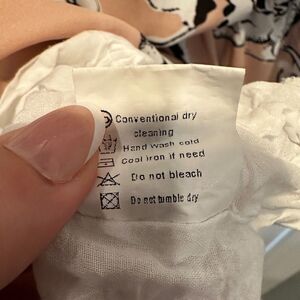 Conventional dry
cleaning
Hand wash cold
Cool iron if need
Do not bleach
Do not tumble dry